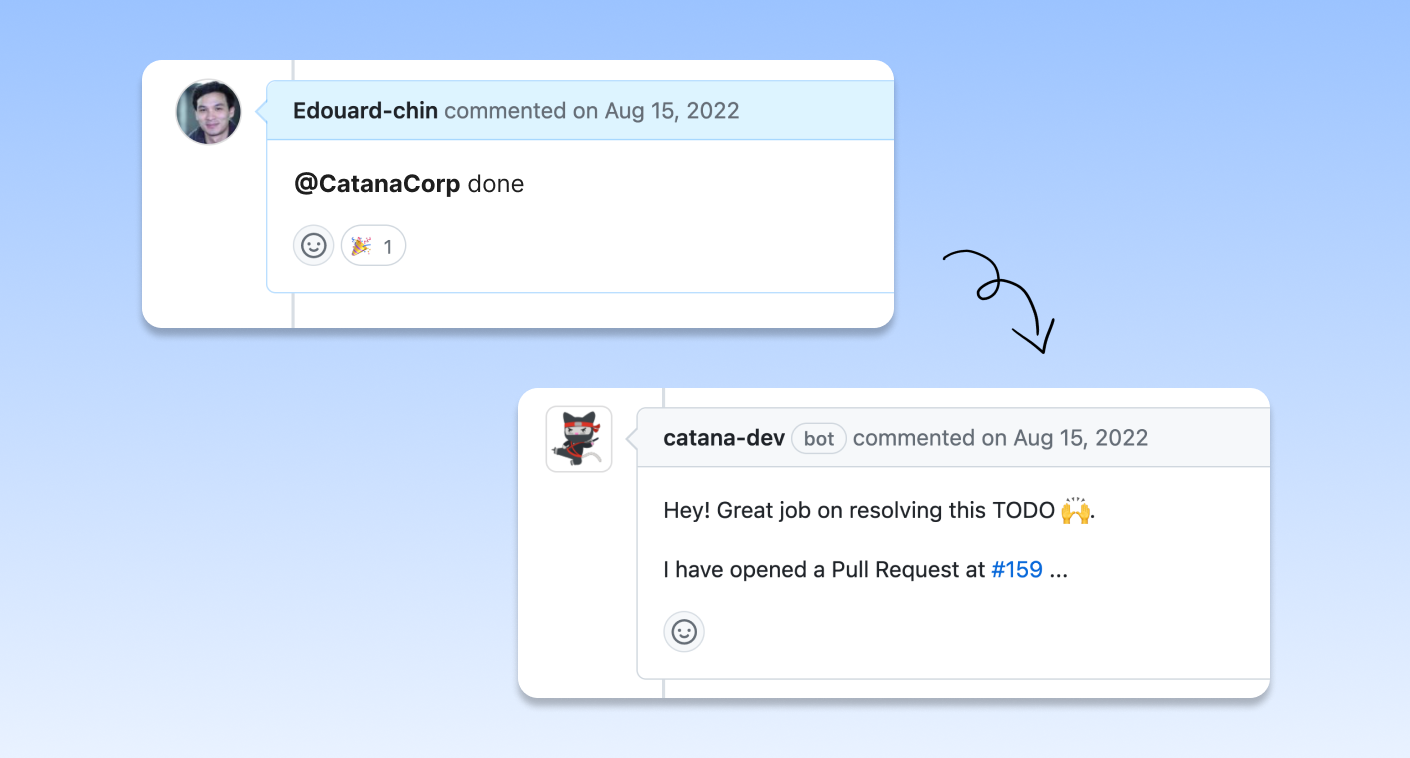 Edouard-chin commented on Aug 15, 2022
@CatanaCorp done
🎉 1
catana-dev bot commented on Aug 15, 2022
Hey! Great job on resolving this TODO 🙌.
I have opened a Pull Request at #159 ...